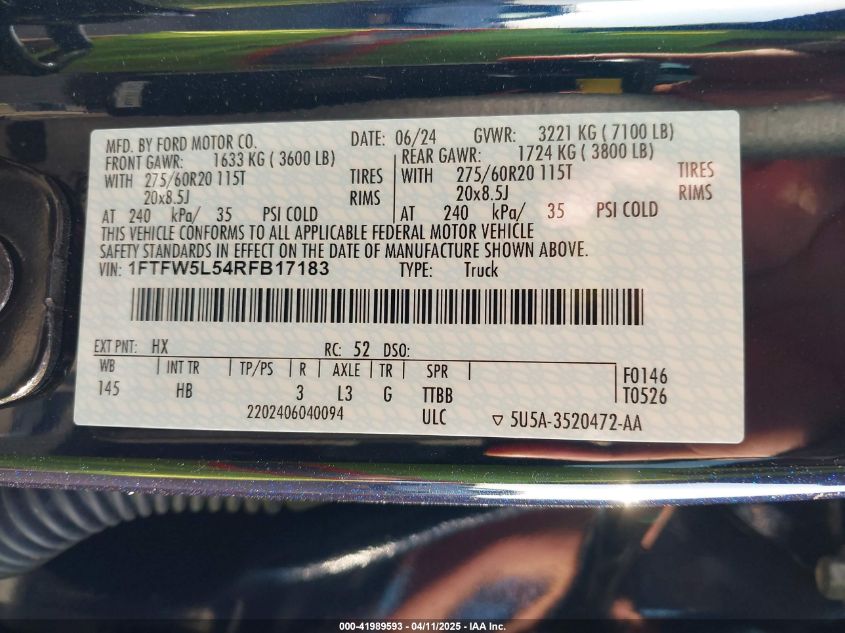 MFD. BY FORD MOTOR CO. DATE: 06/24 GVWR: 3221 KG ( 7100 LB)
FRONT GAWR: 1633 KG ( 3600 LB) REAR GAWR: 1724 KG ( 3800 LB)
WITH 275/60R20 115T TIRES WITH 275/60R20 115T TIRES
20x8.5J RIMS 20x8.5J RIMS
AT 240 kPa/ 35 PSI COLD AT 240 kPa/ 35 PSI COLD
THIS VEHICLE CONFORMS TO ALL APPLICABLE FEDERAL MOTOR VEHICLE
SAFETY STANDARDS IN EFFECT ON THE DATE OF MANUFACTURE SHOWN ABOVE.
VIN: 1FTFW5L54RFB17183 TYPE: Truck
EXT PNT: HX RC: 52 DSO:
WB INT TR TP/PS R AXLE TR SPR F0146
145 HB 3 L3 G TTBB T0526
2202406040094 ULC ▽ 5U5A-3520472-AA
000-41989593 - 04/11/2025 - IAA Inc.